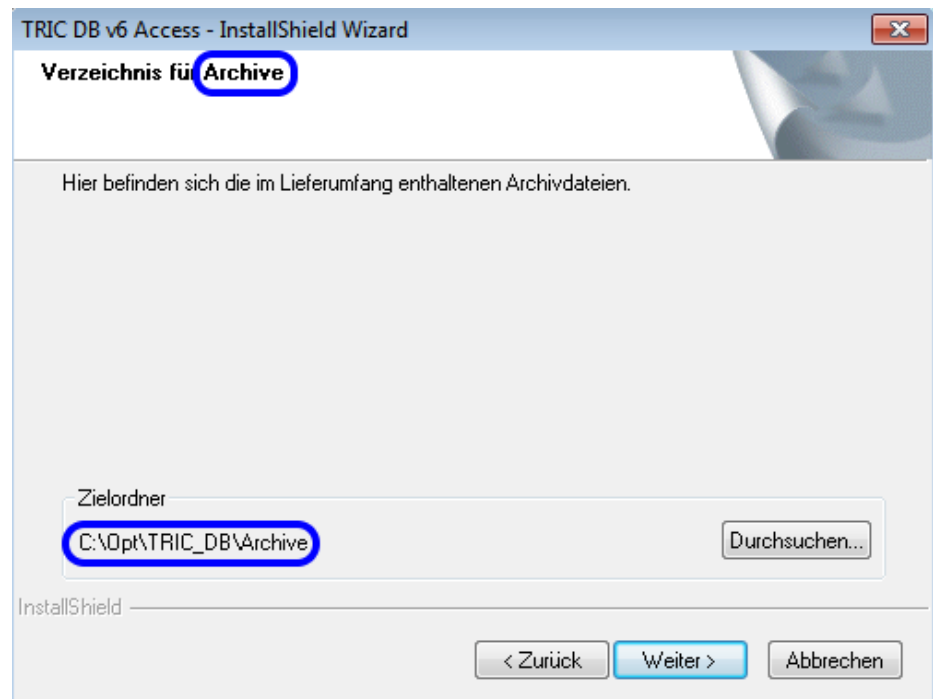 TRIC DB v6 Access - InstallShield Wizard
Verzeichnis für Archive
Hier befinden sich die im Lieferumfang enthaltenen Archivdateien.
Zielordner
C:\Opt\TRIC_DB\Archive
Durchsuchen...
InstallShield
< Zurück
Weiter >
Abbrechen